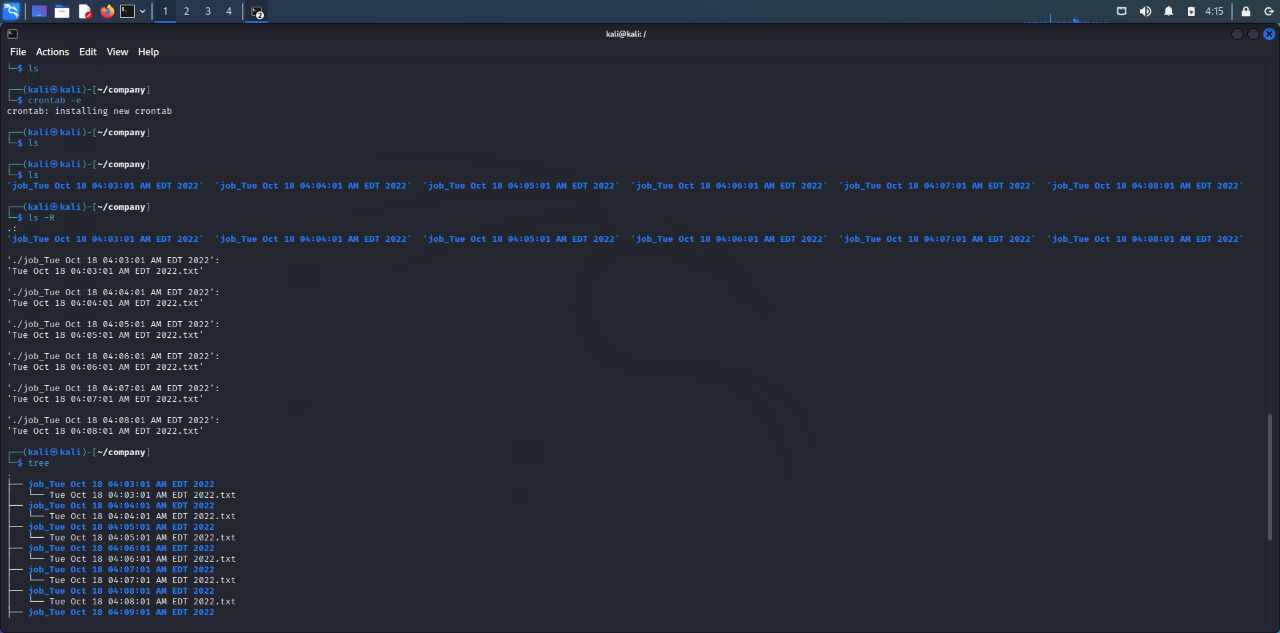 1 2 3 4 2 4:15
kali@kali: /
File Actions Edit View Help
└─$ ls
┌──(kali㉿kali)-[~/company]
└─$ crontab -e
crontab: installing new crontab
┌──(kali㉿kali)-[~/company]
└─$ ls
┌──(kali㉿kali)-[~/company]
└─$ ls
'job_Tue Oct 18 04:03:01 AM EDT 2022' 'job_Tue Oct 18 04:04:01 AM EDT 2022' 'job_Tue Oct 18 04:05:01 AM EDT 2022' 'job_Tue Oct 18 04:06:01 AM EDT 2022' 'job_Tue Oct 18 04:07:01 AM EDT 2022' 'job_Tue Oct 18 04:08:01 AM EDT 2022'
┌──(kali㉿kali)-[~/company]
└─$ ls -R
.:
'job_Tue Oct 18 04:03:01 AM EDT 2022' 'job_Tue Oct 18 04:04:01 AM EDT 2022' 'job_Tue Oct 18 04:05:01 AM EDT 2022' 'job_Tue Oct 18 04:06:01 AM EDT 2022' 'job_Tue Oct 18 04:07:01 AM EDT 2022' 'job_Tue Oct 18 04:08:01 AM EDT 2022'
'./job_Tue Oct 18 04:03:01 AM EDT 2022':
'Tue Oct 18 04:03:01 AM EDT 2022.txt'
'./job_Tue Oct 18 04:04:01 AM EDT 2022':
'Tue Oct 18 04:04:01 AM EDT 2022.txt'
'./job_Tue Oct 18 04:05:01 AM EDT 2022':
'Tue Oct 18 04:05:01 AM EDT 2022.txt'
'./job_Tue Oct 18 04:06:01 AM EDT 2022':
'Tue Oct 18 04:06:01 AM EDT 2022.txt'
'./job_Tue Oct 18 04:07:01 AM EDT 2022':
'Tue Oct 18 04:07:01 AM EDT 2022.txt'
'./job_Tue Oct 18 04:08:01 AM EDT 2022':
'Tue Oct 18 04:08:01 AM EDT 2022.txt'
┌──(kali㉿kali)-[~/company]
└─$ tree
.
├── job_Tue Oct 18 04:03:01 AM EDT 2022
│   └── Tue Oct 18 04:03:01 AM EDT 2022.txt
├── job_Tue Oct 18 04:04:01 AM EDT 2022
│   └── Tue Oct 18 04:04:01 AM EDT 2022.txt
├── job_Tue Oct 18 04:05:01 AM EDT 2022
│   └── Tue Oct 18 04:05:01 AM EDT 2022.txt
├── job_Tue Oct 18 04:06:01 AM EDT 2022
│   └── Tue Oct 18 04:06:01 AM EDT 2022.txt
├── job_Tue Oct 18 04:07:01 AM EDT 2022
│   └── Tue Oct 18 04:07:01 AM EDT 2022.txt
├── job_Tue Oct 18 04:08:01 AM EDT 2022
│   └── Tue Oct 18 04:08:01 AM EDT 2022.txt
├── job_Tue Oct 18 04:09:01 AM EDT 2022